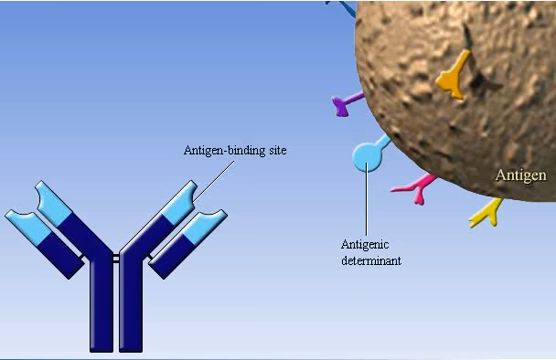 Antigen-binding site
Antigen
Antigenic
determinant